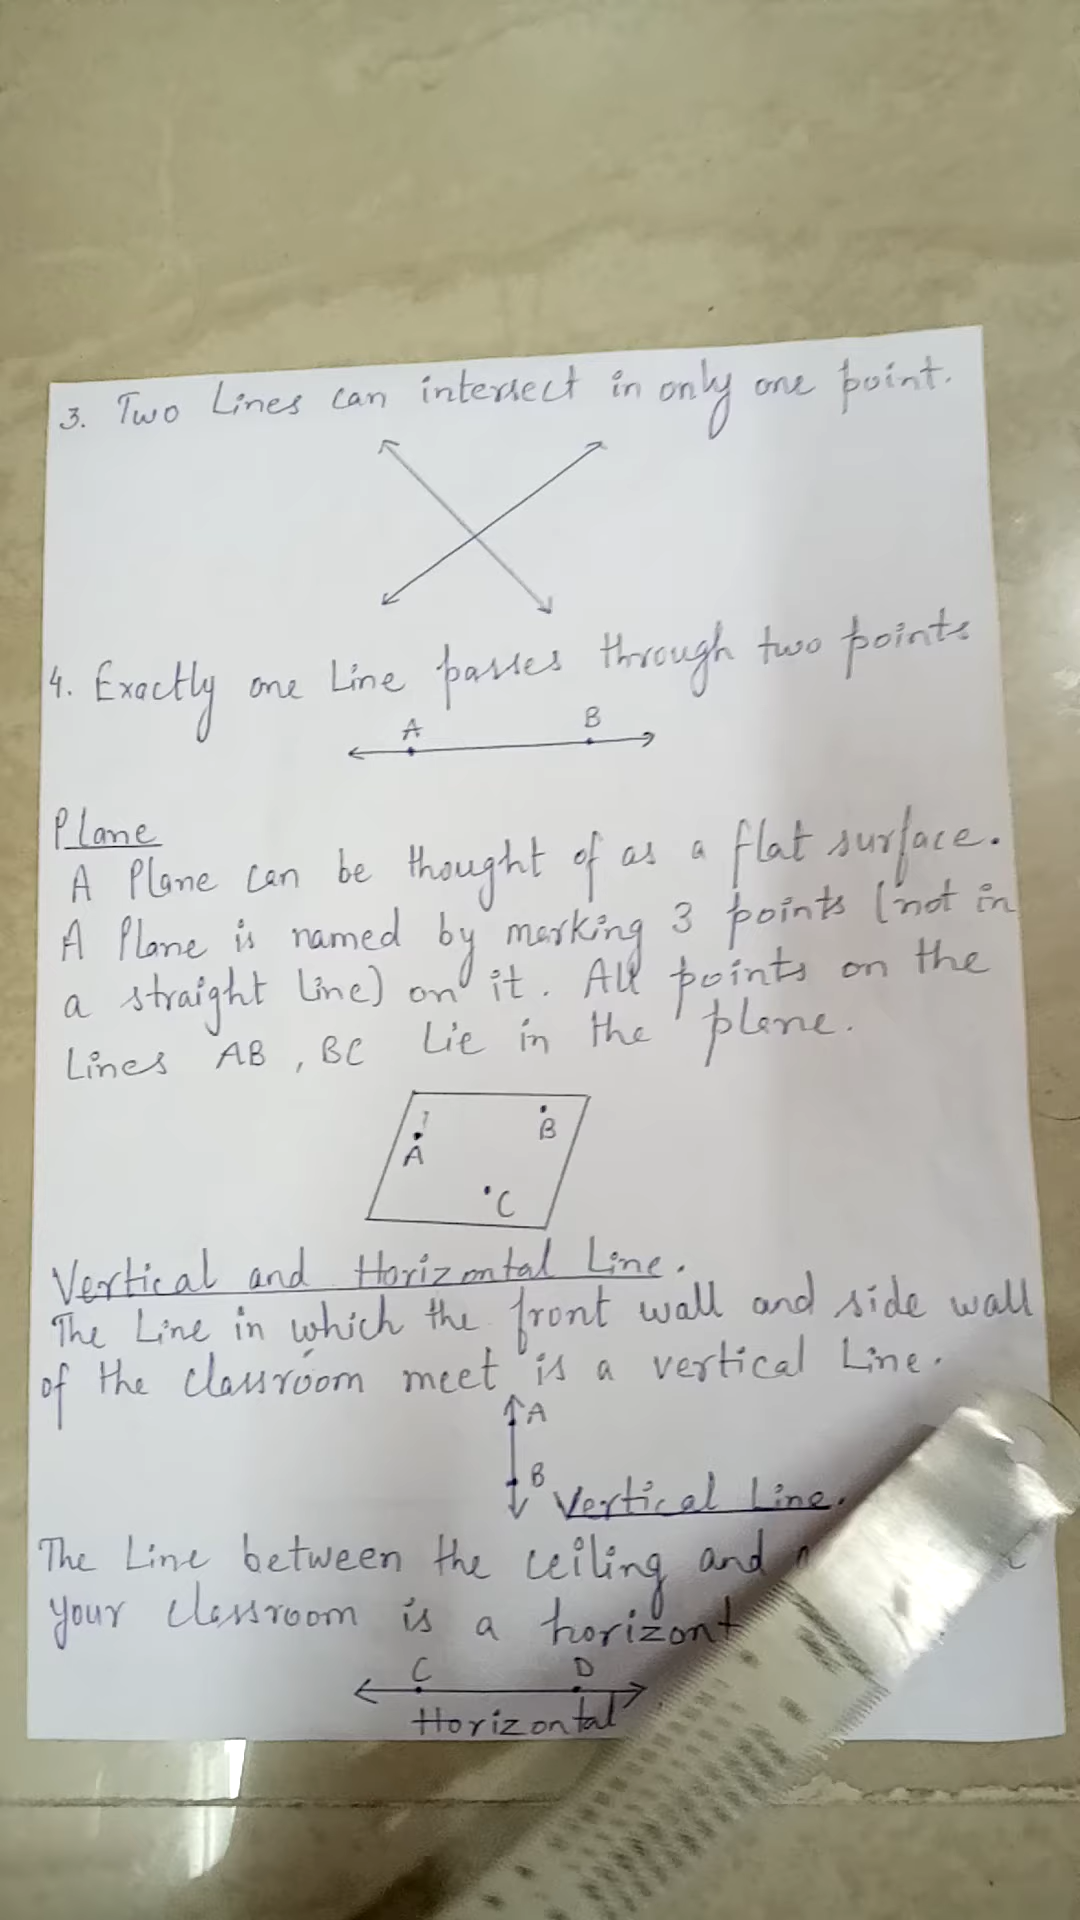 3. Two Lines can intersect in only one point.
4. Exactly one Line passes through two points
A B
Plane
A Plane can be thought of as a flat surface.
A Plane is named by marking 3 points (not in
a straight line) on it. All points on the
Lines AB, BC Lie in the plane.
A B
C
Vertical and Horizontal Line.
The Line in which the front wall and side wall
of the classroom meet is a vertical Line.
A
B
Vertical Line.
The Line between the ceiling and
your classroom is a horizont
C D
Horizontal